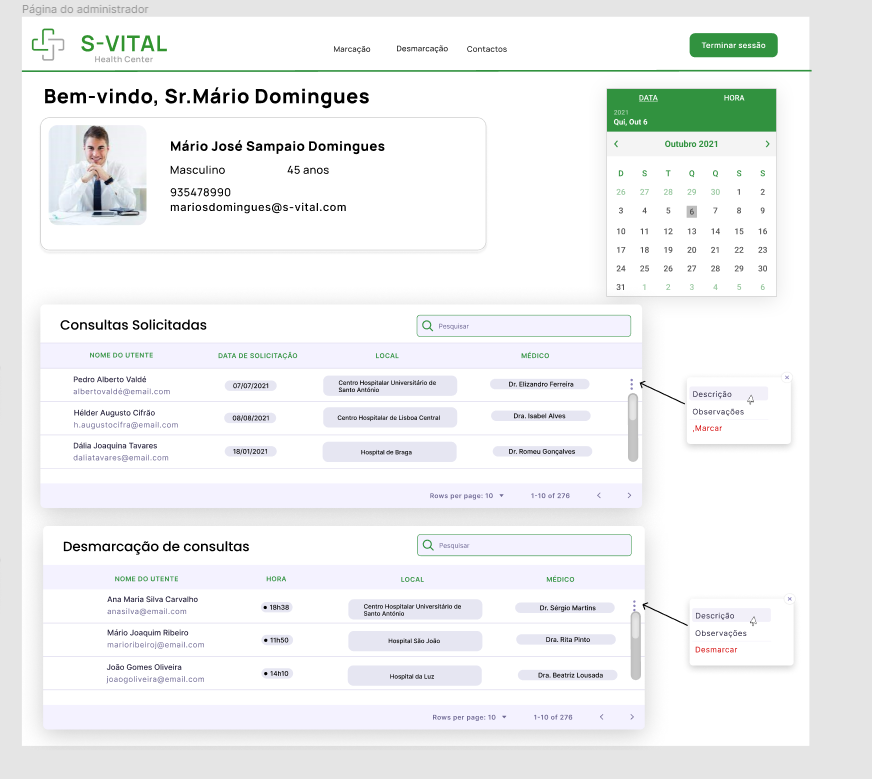 Página do administrador
S-VITAL
Health Center
Marcação Desmarcação Contactos
Terminar sessão
Bem-vindo, Sr.Mário Domingues
Mário José Sampaio Domingues
Masculino 45 anos
935478990
mariosdomingues@s-vital.com
DATA HORA
2021
Qui, Out 6
Outubro 2021
D S T Q Q S S
26 27 28 29 30 1 2
3 4 5 6 7 8 9
10 11 12 13 14 15 16
17 18 19 20 21 22 23
24 25 26 27 28 29 30
31 1 2 3 4 5 6
Consultas Solicitadas
Pesquisar
NOME DO UTENTE DATA DE SOLICITAÇÃO LOCAL MÉDICO
Pedro Alberto Valdé
albertovaldé@email.com
07/07/2021
Centro Hospitalar Universitário de
Santo António
Dr. Elizandro Ferreira
Hélder Augusto Cifrão
h.augustocifra@email.com
08/08/2021
Centro Hospitalar de Lisboa Central
Dra. Isabel Alves
Dália Joaquina Tavares
daliatavares@email.com
18/01/2021
Hospital de Braga
Dr. Romeu Gonçalves
Rows per page: 10 1-10 of 276
Descrição
Observações
,Marcar
Desmarcação de consultas
Pesquisar
NOME DO UTENTE HORA LOCAL MÉDICO
Ana Maria Silva Carvalho
anasilva@email.com
18h38
Centro Hospitalar Universitário de
Santo António
Dr. Sérgio Martins
Mário Joaquim Ribeiro
marioribeiroj@email.com
11h50
Hospital São João
Dra. Rita Pinto
João Gomes Oliveira
joaogoliveira@email.com
14h10
Hospital da Luz
Dra. Beatriz Lousada
Rows per page: 10 1-10 of 276
Descrição
Observações
Desmarcar